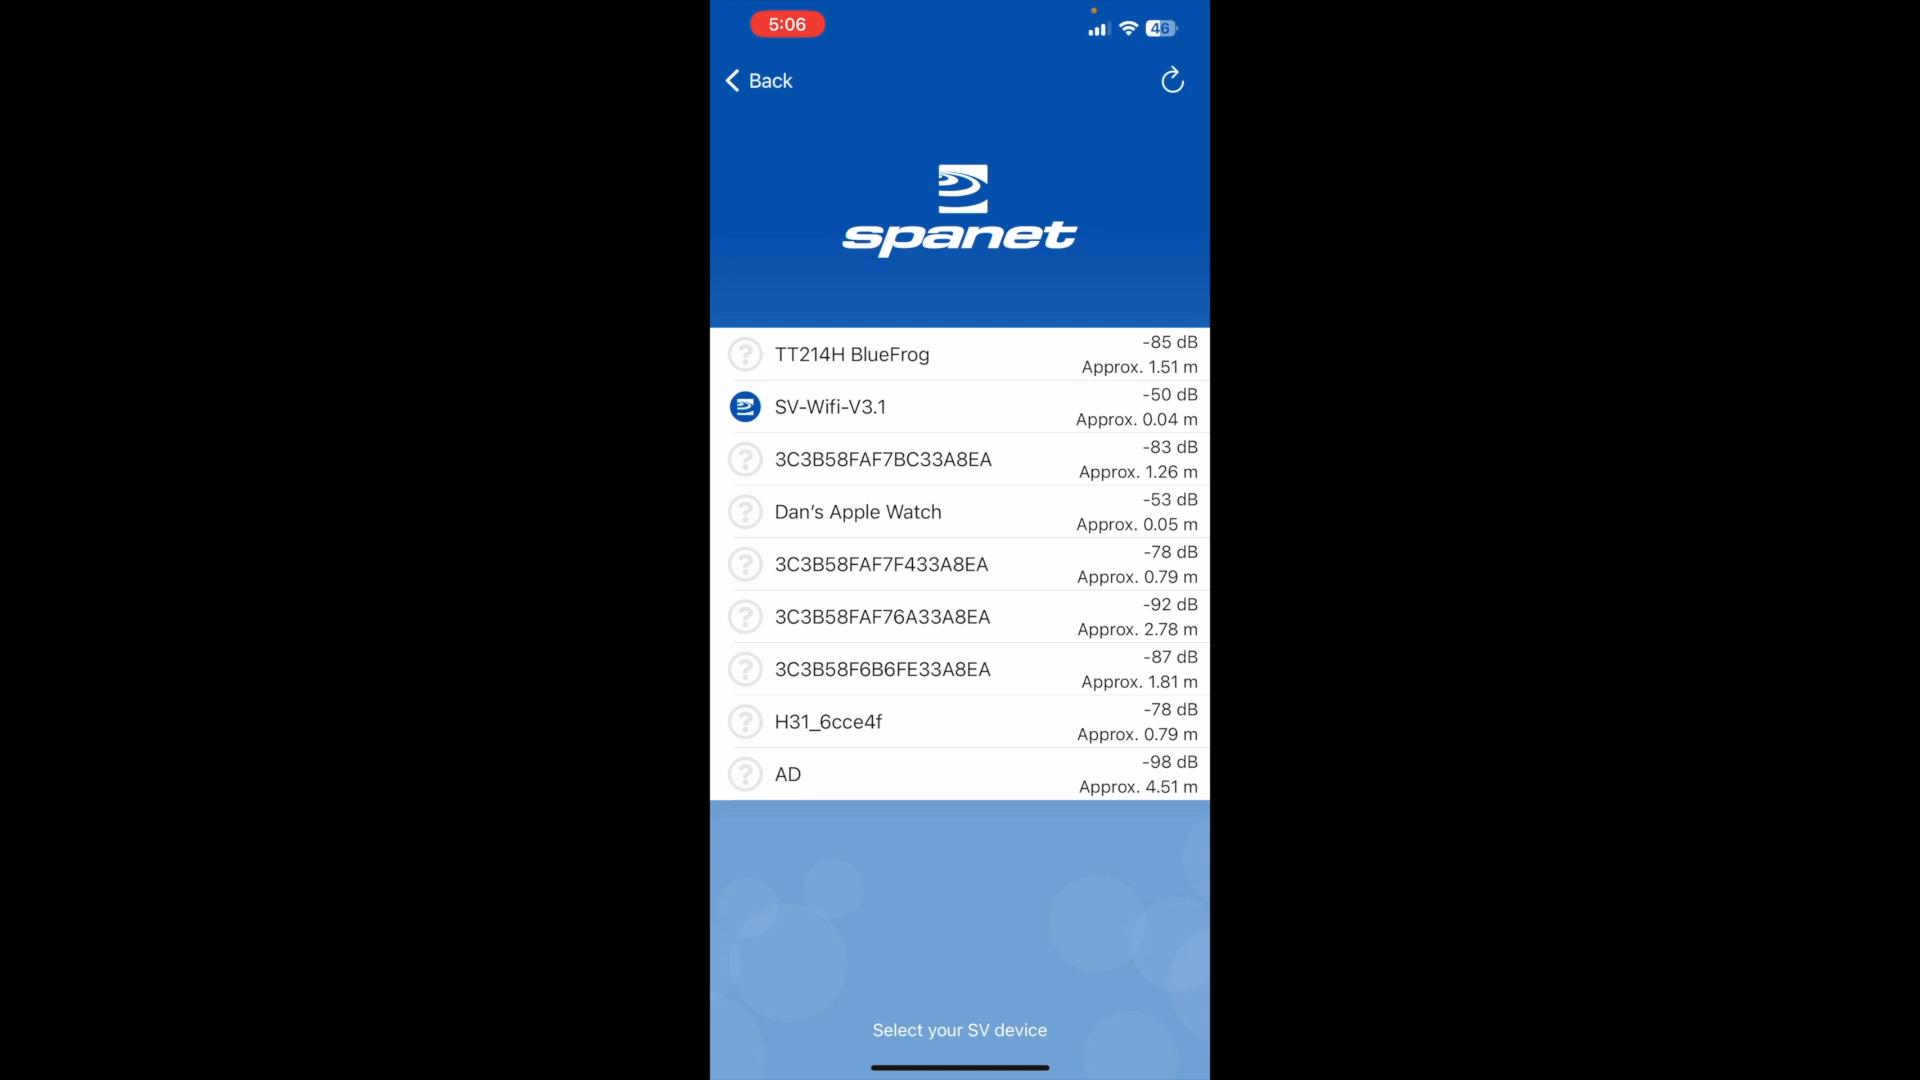 5:06
46
Back
spanet
TT214H BlueFrog
-85 dB
Approx. 1.51 m
SV-Wifi-V3.1
-50 dB
Approx. 0.04 m
3C3B58FAF7BC33A8EA
-83 dB
Approx. 1.26 m
Dan's Apple Watch
-53 dB
Approx. 0.05 m
3C3B58FAF7F433A8EA
-78 dB
Approx. 0.79 m
3C3B58FAF76A33A8EA
-92 dB
Approx. 2.78 m
3C3B58F6B6FE33A8EA
-87 dB
Approx. 1.81 m
H31_6cce4f
-78 dB
Approx. 0.79 m
AD
-98 dB
Approx. 4.51 m
Select your SV device